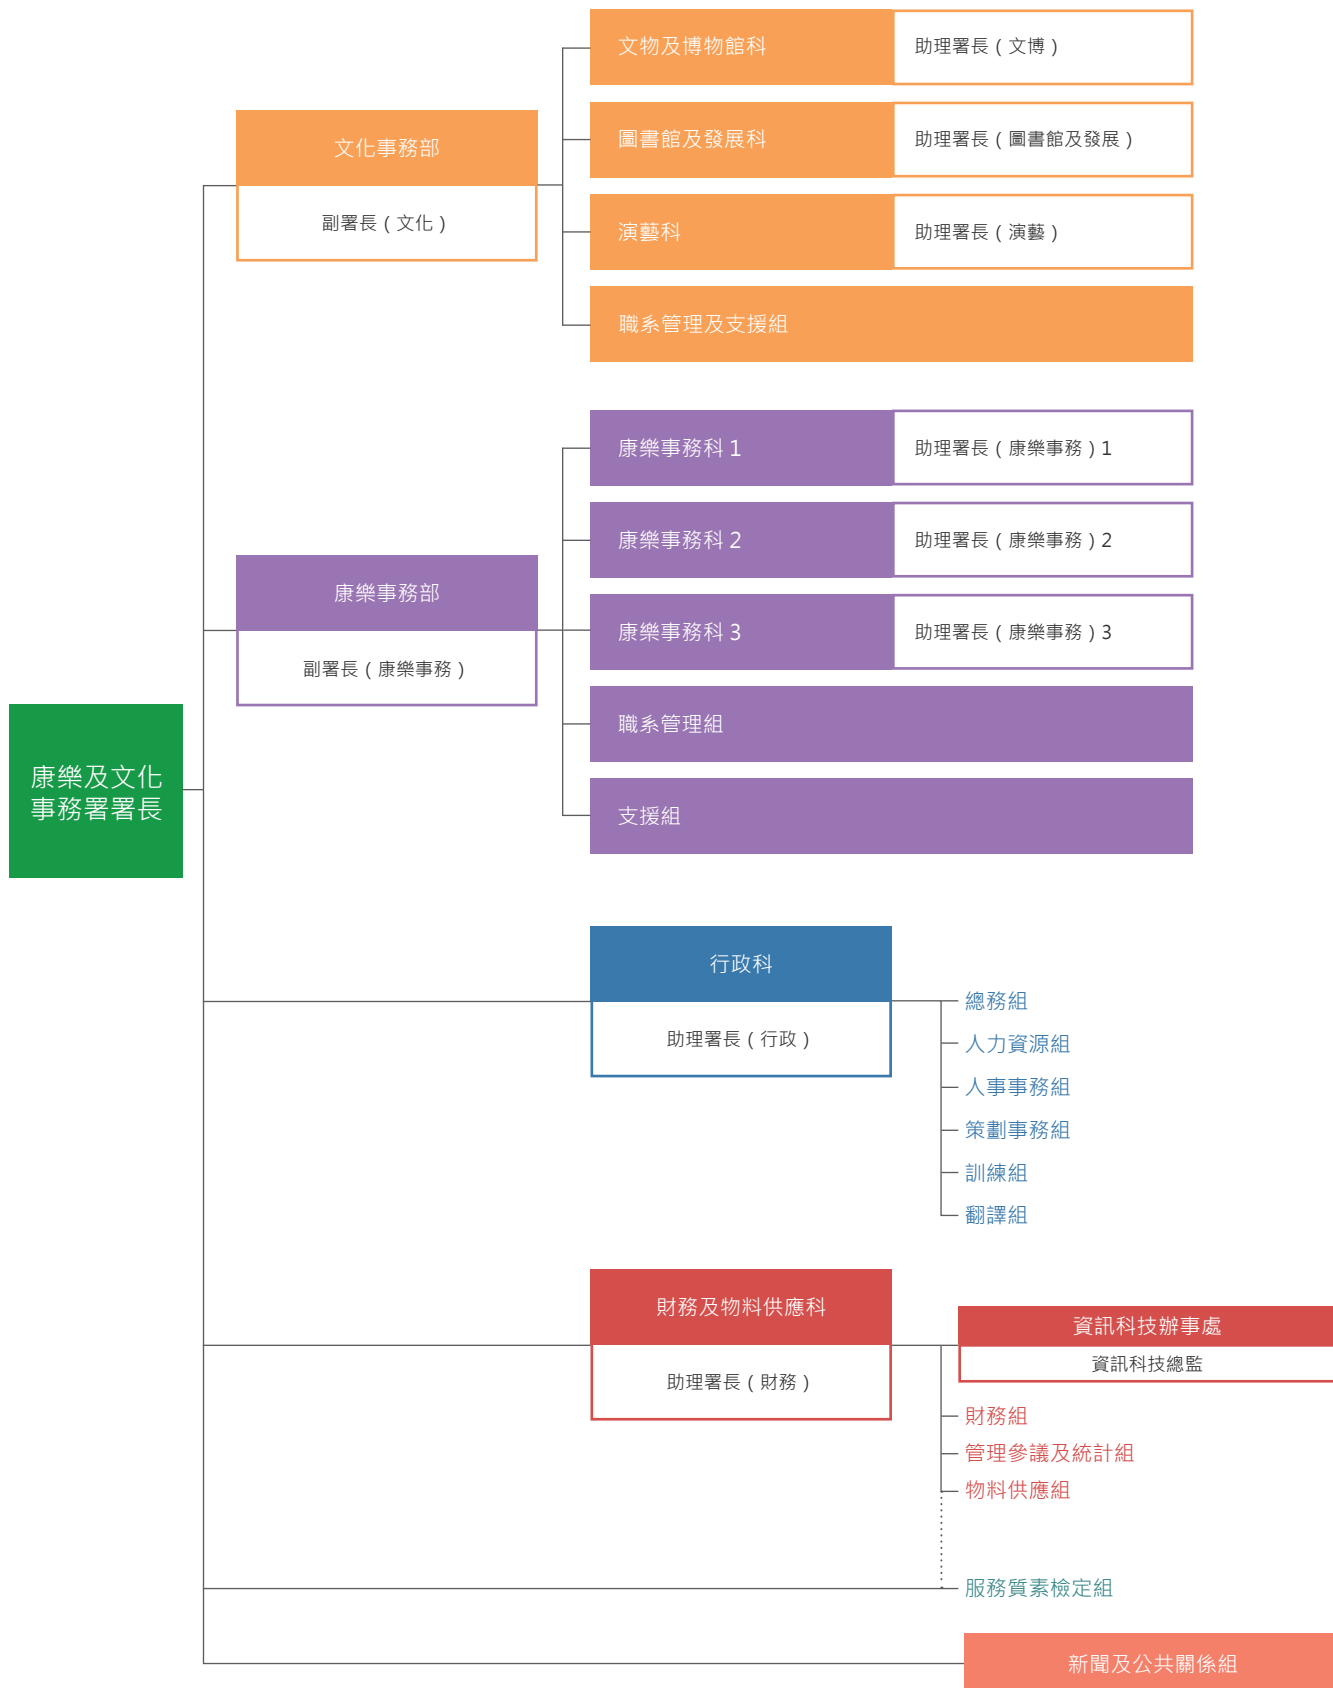 康樂及文化
事務署署長
文化事務部
副署長 ( 文化 )
文物及博物館科
助理署長 ( 文博 )
圖書館及發展科
助理署長 ( 圖書館及發展 )
演藝科
助理署長 ( 演藝 )
職系管理及支援組
康樂事務部
副署長 ( 康樂事務 )
康樂事務科 1
助理署長 ( 康樂事務 ) 1
康樂事務科 2
助理署長 ( 康樂事務 ) 2
康樂事務科 3
助理署長 ( 康樂事務 ) 3
職系管理組
支援組
行政科
助理署長 ( 行政 )
總務組
人力資源組
人事事務組
策劃事務組
訓練組
翻譯組
財務及物料供應科
助理署長 ( 財務 )
資訊科技辦事處
資訊科技總監
財務組
管理參議及統計組
物料供應組
服務質素檢定組
新聞及公共關係組